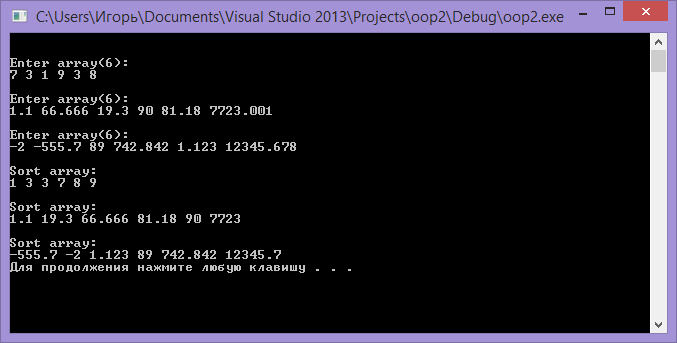 C:\Users\Игорь\Documents\Visual Studio 2013\Projects\oop2\Debug\oop2.exe
Enter array(6):
7 3 1 9 3 8
Enter array(6):
1.1 66.666 19.3 90 81.18 7723.001
Enter array(6):
-2 -555.7 89 742.842 1.123 12345.678
Sort array:
1 3 3 7 8 9
Sort array:
1.1 19.3 66.666 81.18 90 7723
Sort array:
-555.7 -2 1.123 89 742.842 12345.7
Для продолжения нажмите любую клавишу . . .